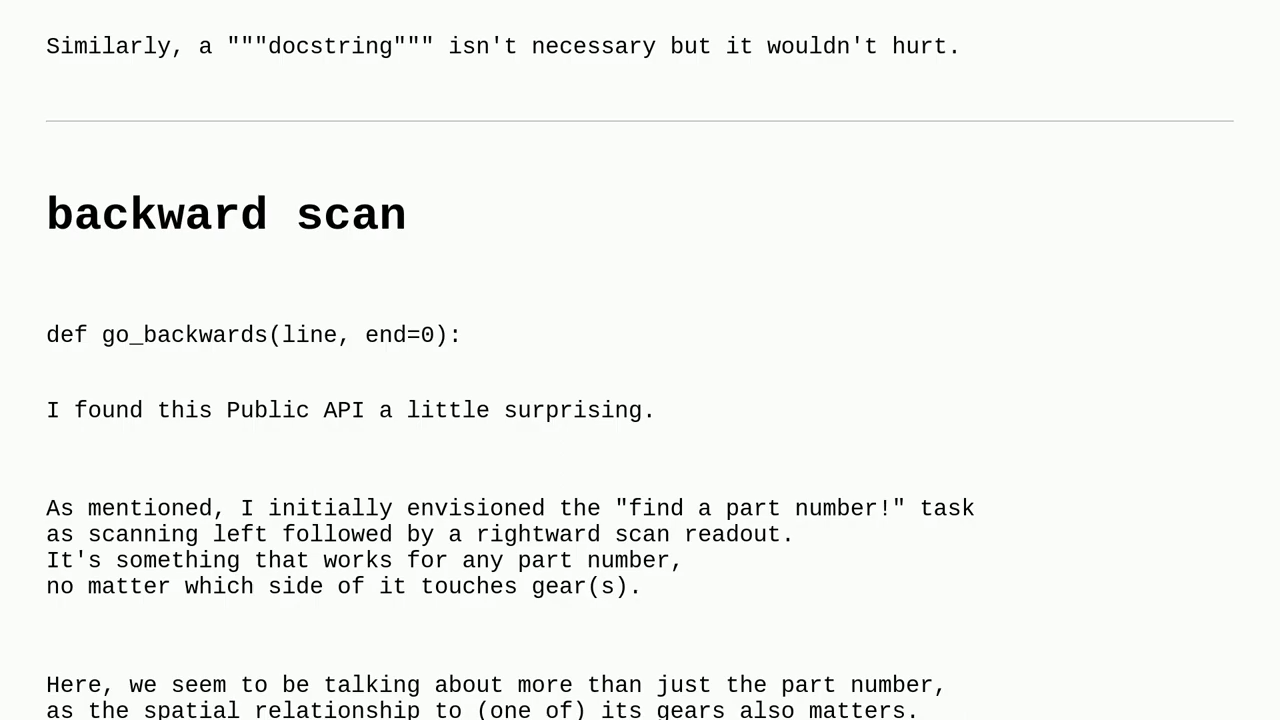 Similarly, a """docstring""" isn't necessary but it wouldn't hurt.
backward scan
def go_backwards(line, end=0):
I found this Public API a little surprising.
As mentioned, I initially envisioned the "find a part number!" task
as scanning left followed by a rightward scan readout.
It's something that works for any part number,
no matter which side of it touches gear(s).
Here, we seem to be talking about more than just the part number,
as the spatial relationship to (one of) its gears also matters.